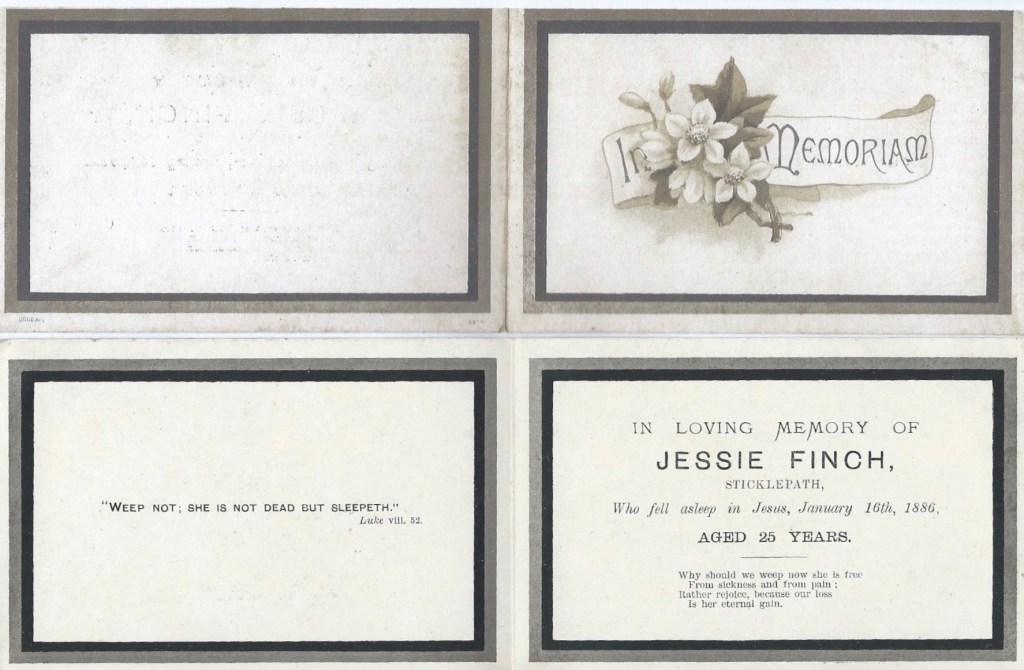 In Memoriam
"Weep not; she is not dead but sleepeth."
Luke viii. 52.
IN LOVING MEMORY OF
JESSIE FINCH,
STICKLEPATH,
Who fell asleep in Jesus, January 16th, 1886,
AGED 25 YEARS.
Why should we weep now she is free
From sickness and from pain;
Rather rejoice, because our loss
Is her eternal gain.